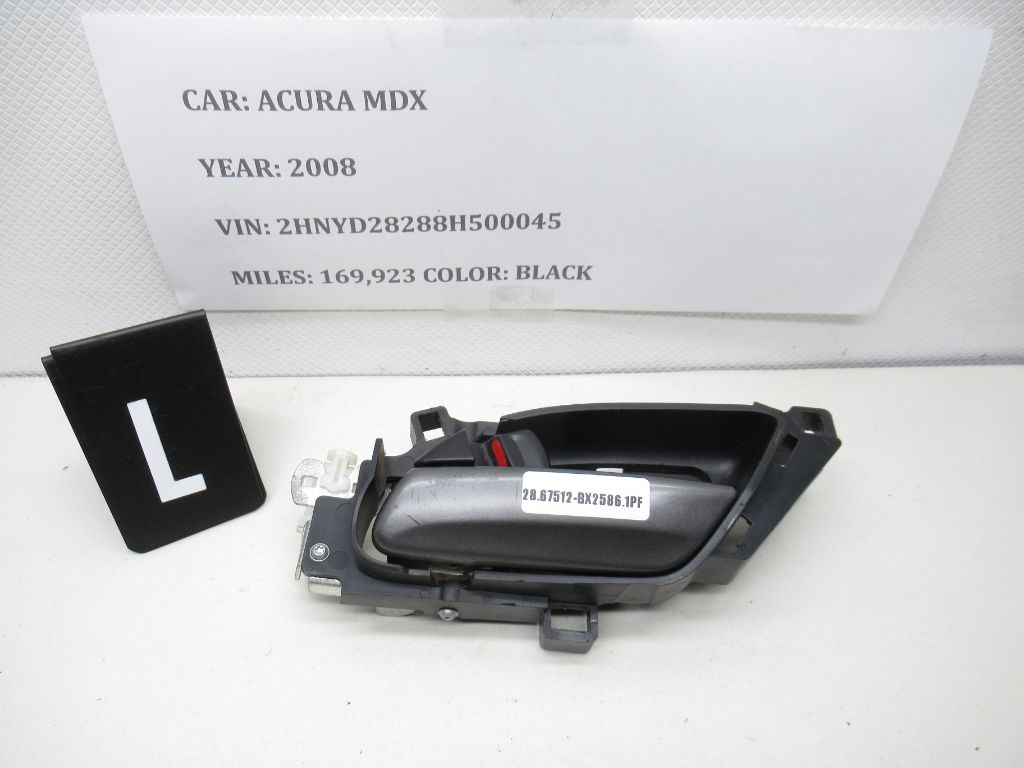 CAR: ACURA MDX
YEAR: 2008
VIN: 2HNYD28288H500045
MILES: 169,923 COLOR: BLACK
L
28.67512-BX2586.1PF